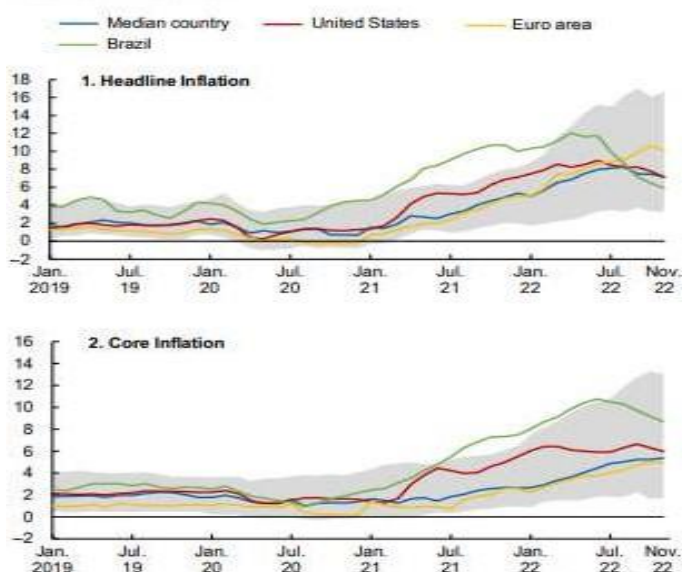 Median country United States Euro area
Brazil
1. Headline Inflation
18
16
14
12
10
8
6
4
2
0
−2
Jan. Jul. Jan. Jul. Jan. Jul. Jan. Jul. Nov.
2019 19 20 20 21 21 22 22 22
2. Core Inflation
16
14
12
10
8
6
4
2
0
−2
Jan. Jul. Jan. Jul. Jan. Jul. Jan. Jul. Nov.
2019 19 20 20 21 21 22 22 22